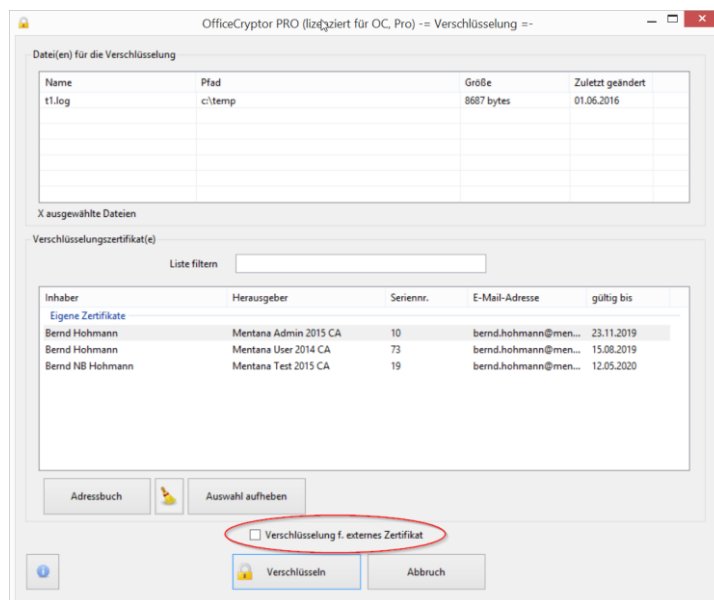 OfficeCryptor PRO (lizenziert für OC, Pro) -= Verschlüsselung =-
Datei(en) für die Verschlüsselung
Name Pfad Größe Zuletzt geändert
t1.log c:\temp 8687 bytes 01.06.2016
X ausgewählte Dateien
Verschlüsselungszertifikat(e)
Liste filtern
Inhaber Herausgeber Seriennr. E-Mail-Adresse gültig bis
Eigene Zertifikate
Bernd Hohmann Mentana Admin 2015 CA 10 bernd.hohmann@men... 23.11.2019
Bernd Hohmann Mentana User 2014 CA 73 bernd.hohmann@men... 15.08.2019
Bernd NB Hohmann Mentana Test 2015 CA 19 bernd.hohmann@men... 12.05.2020
Adressbuch Auswahl aufheben
Verschlüsselung f. externes Zertifikat
Verschlüsseln Abbruch